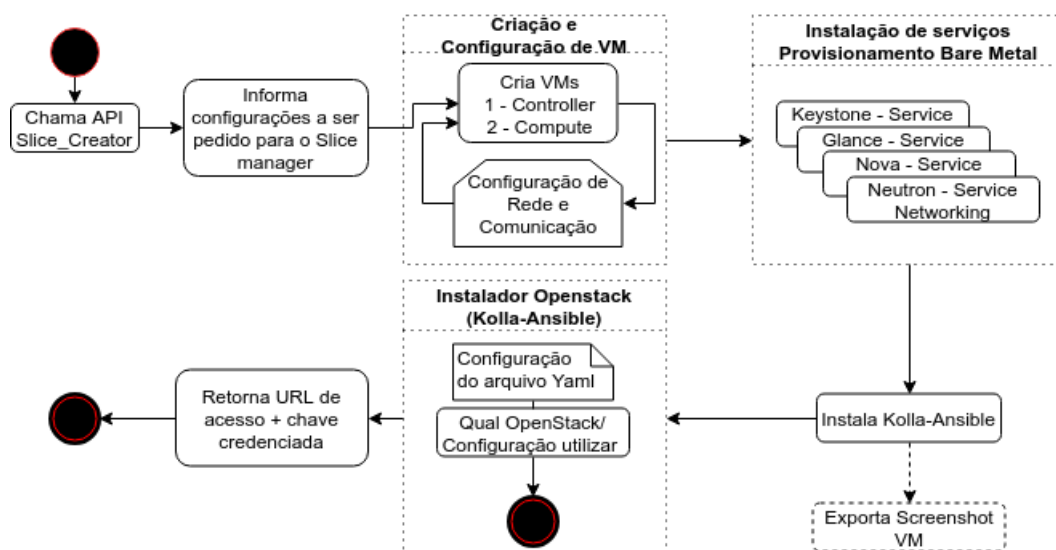 Chama API
Slice_Creator
Informa
configurações a ser
pedido para o Slice
manager
Criação e
Configuração de VM
Cria VMs
1 - Controller
2 - Compute
Configuração de
Rede e
Comunicação
Instalação de serviços
Provisionamento Bare Metal
Keystone - Service
Glance - Service
Nova - Service
Neutron - Service
Networking
Instala Kolla-Ansible
Exporta Screenshot
VM
Instalador Openstack
(Kolla-Ansible)
Configuração
do arquivo Yaml
Qual OpenStack/
Configuração utilizar
Retorna URL de
acesso + chave
credenciada